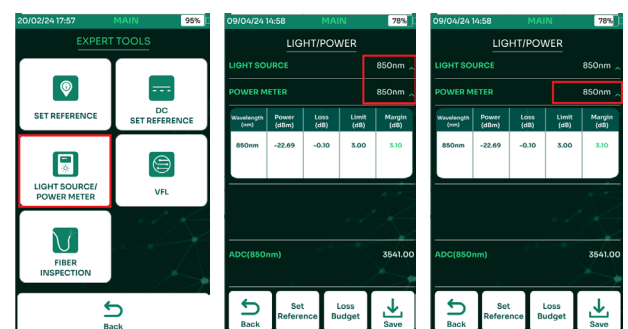 20/02/24 17:57 MAIN 95%
EXPERT TOOLS
SET REFERENCE
DC
SET REFERENCE
LIGHT SOURCE/
POWER METER
VFL
FIBER
INSPECTION
Back
09/04/24 14:58 MAIN 78%
LIGHT/POWER
LIGHT SOURCE 850nm
POWER METER 850nm
Wavelength (nm) Power (dBm) Loss (dB) Limit (dB) Margin (dB)
850nm -22.69 -0.10 3.00 3.10
ADC(850nm) 3541.00
Back Set Reference Loss Budget Save
09/04/24 14:58 MAIN 78%
LIGHT/POWER
LIGHT SOURCE 850nm
POWER METER 850nm
Wavelength (nm) Power (dBm) Loss (dB) Limit (dB) Margin (dB)
850nm -22.69 -0.10 3.00 3.10
ADC(850nm) 3541.00
Back Set Reference Loss Budget Save